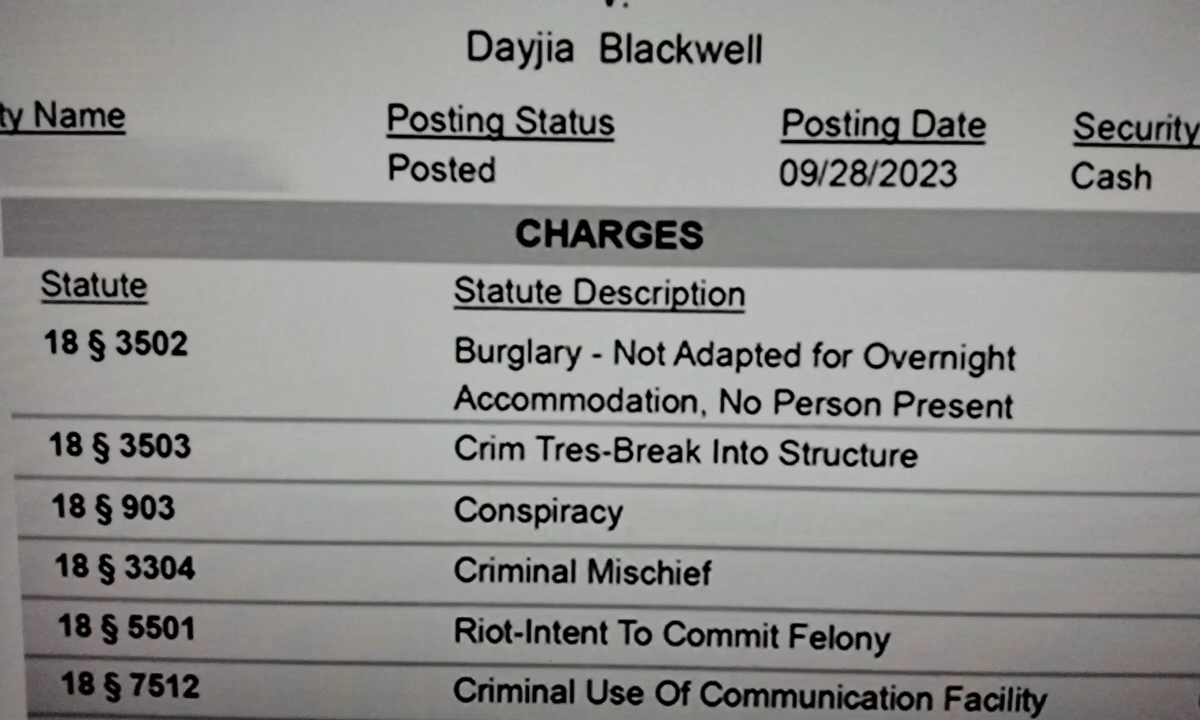 v.
Dayjia Blackwell
ty Name Posting Status Posting Date Security
Posted 09/28/2023 Cash
CHARGES
Statute Statute Description
18 § 3502 Burglary - Not Adapted for Overnight
Accommodation, No Person Present
18 § 3503 Crim Tres-Break Into Structure
18 § 903 Conspiracy
18 § 3304 Criminal Mischief
18 § 5501 Riot-Intent To Commit Felony
18 § 7512 Criminal Use Of Communication Facility